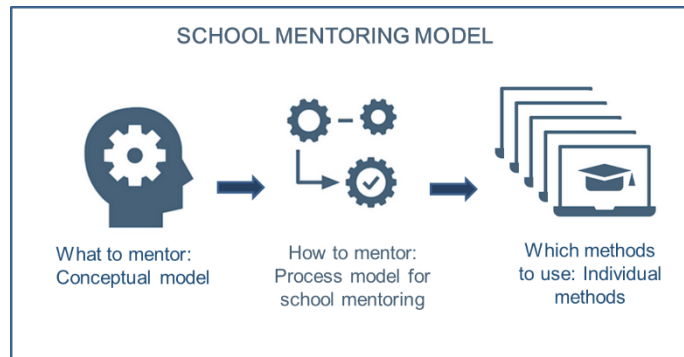 SCHOOL MENTORING MODEL
What to mentor:
Conceptual model
How to mentor:
Process model for
school mentoring
Which methods
to use: Individual
methods